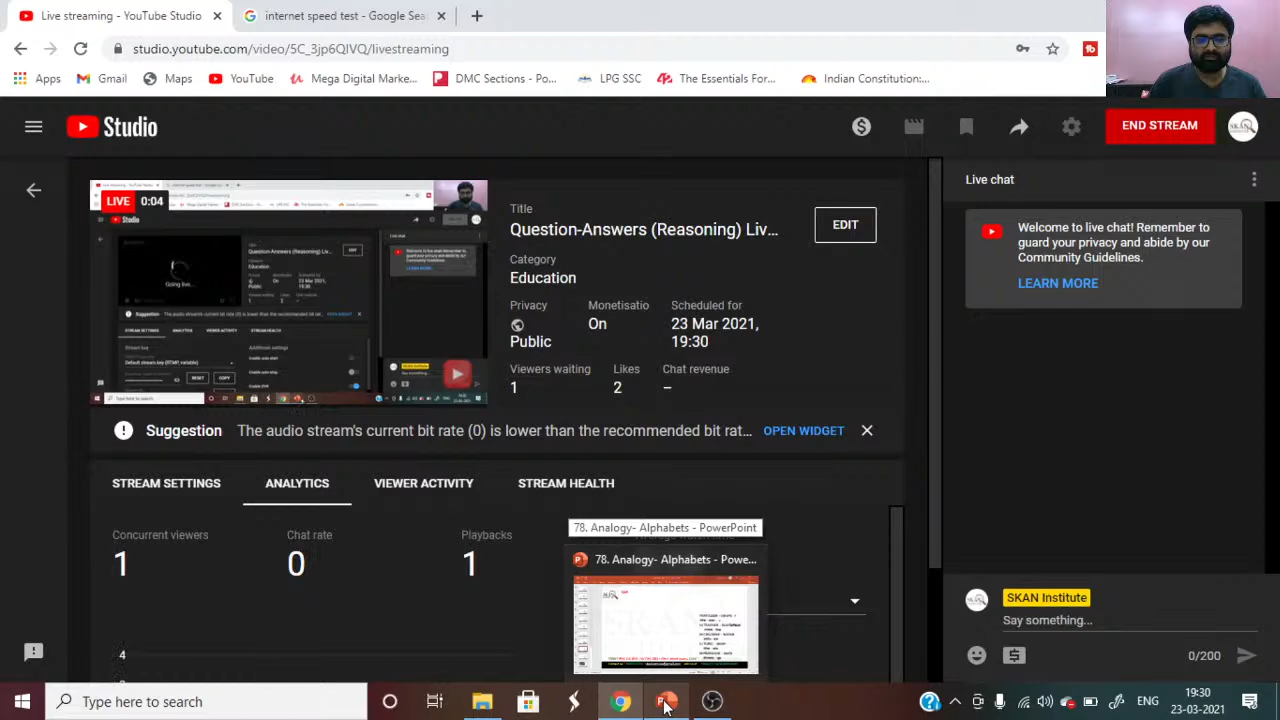 Live streaming - YouTube Studio
internet speed test - Google Sea
studio.youtube.com/video/5C_3jp6QIVQ/livestreaming
Apps
Gmail
Maps
YouTube
Mega Digital Marke...
DMC Sections - Po...
LPG SSC
The Essentials For...
Indian Constitution:...
Studio
END STREAM
SKAN
LIVE 0:04
Title
Question-Answers (Reasoning) Liv...
EDIT
Category
Education
Privacy
Monetisatio
Scheduled for
Public
On
23 Mar 2021,
19:30
Viewers waiting
Likes
Chat revenue
1
2
–
Suggestion The audio stream's current bit rate (0) is lower than the recommended bit rat...
OPEN WIDGET
STREAM SETTINGS
ANALYTICS
VIEWER ACTIVITY
STREAM HEALTH
Concurrent viewers
Chat rate
Playbacks
1
0
1
4
78. Analogy- Alphabets - PowerPoint
78. Analogy- Alphabets - Powe...
Live chat
Welcome to live chat! Remember to
guard your privacy and abide by our
Community Guidelines.
LEARN MORE
SKAN Institute
Say something...
0/200
Type here to search
ENG
19:30
23-03-2021